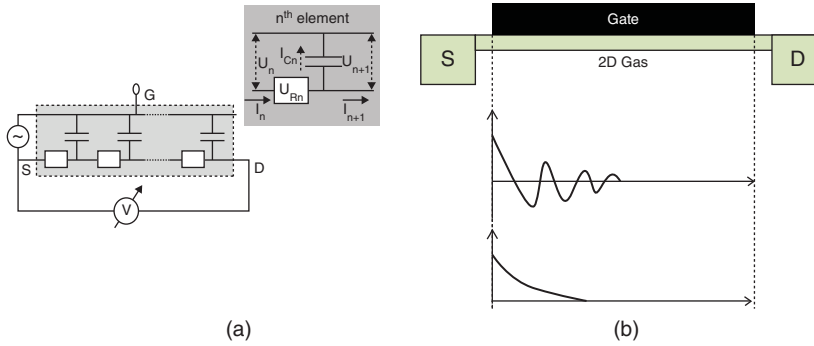 nth element
Un
ICn
Un+1
URn
In
In+1
G
~
S
D
V
(a)
Gate
S
D
2D Gas
(b)